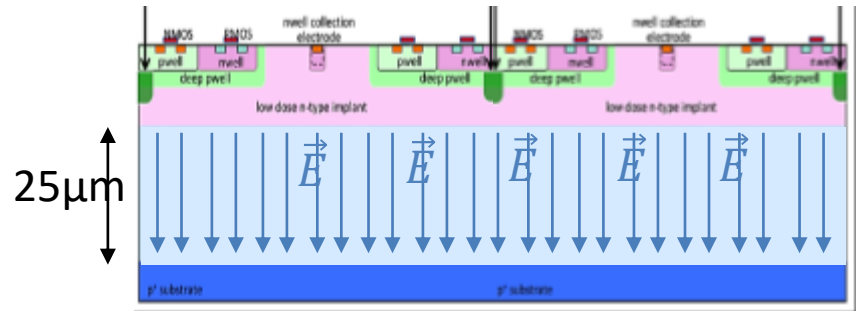 nwell collection
electrode
NMOS
PMOS
pwell
nwell
deep pwell
pwell
nwell
deep pwell
nwell collection
electrode
NMOS
PMOS
pwell
nwell
deep pwell
pwell
nwell
deep pwell
low dose n-type implant
low dose n-type implant
E E E E E
25μm
p⁺ substrate
p⁺ substrate